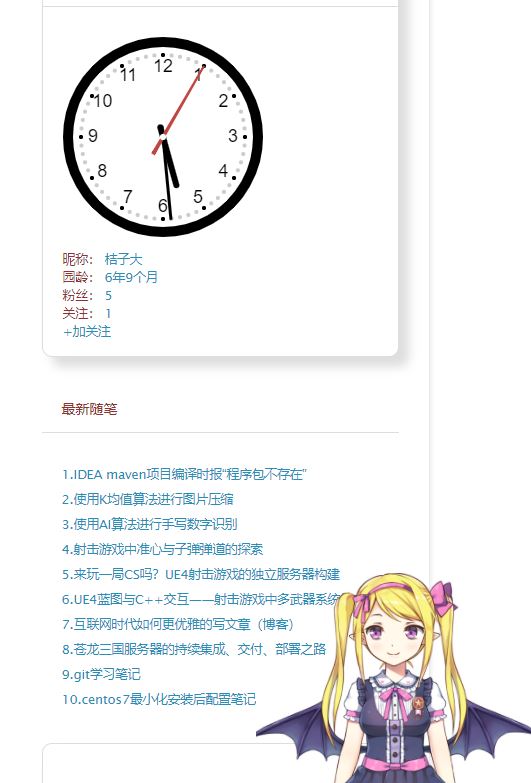 12
11
1
10
2
9
3
8
4
7
5
6
昵称： 桔子大
园龄： 6年9个月
粉丝： 5
关注： 1
+加关注
最新随笔
1.IDEA maven项目编译时报“程序包不存在”
2.使用K均值算法进行图片压缩
3.使用AI算法进行手写数字识别
4.射击游戏中准心与子弹弹道的探索
5.来玩一局CS吗？UE4射击游戏的独立服务器构建
6.UE4蓝图与C++交互——射击游戏中多武器系统
7.互联网时代如何更优雅的写文章（博客）
8.苍龙三国服务器的持续集成、交付、部署之路
9.git学习笔记
10.centos7最小化安装后配置笔记